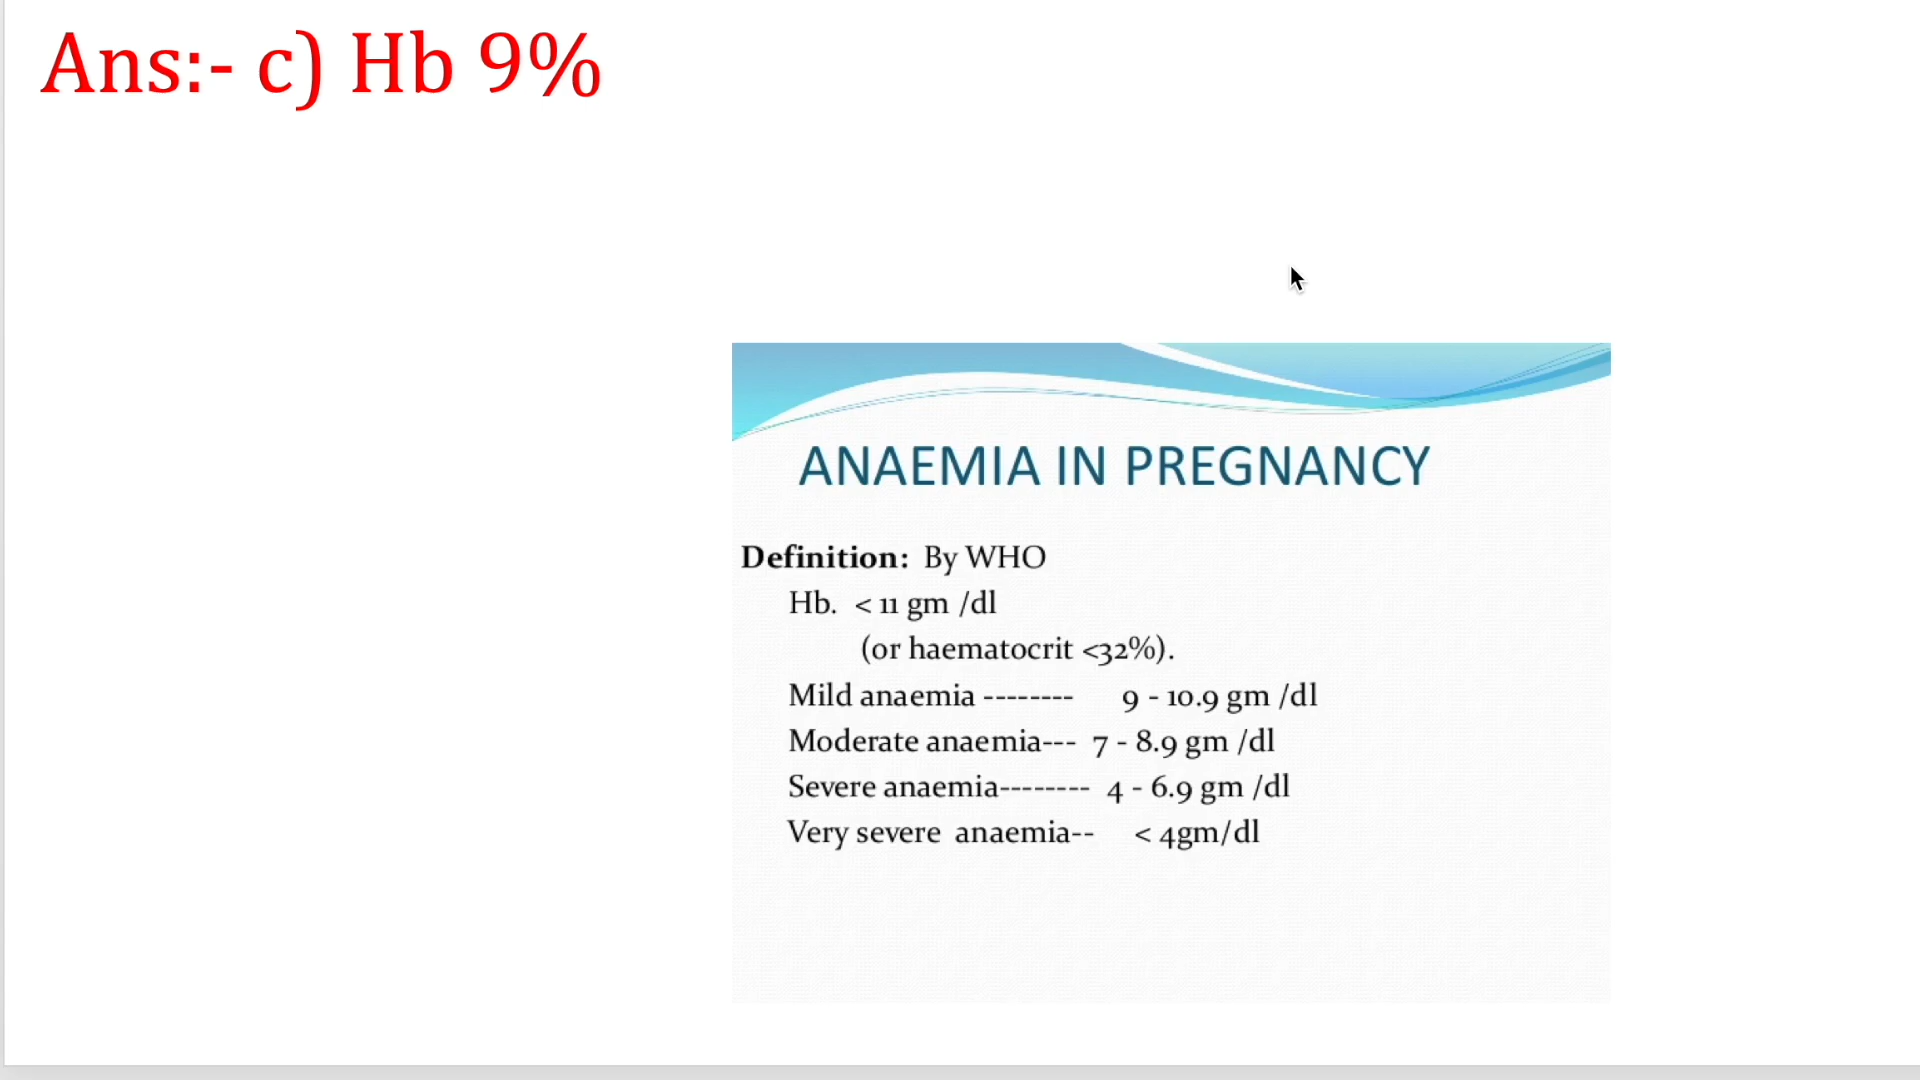 Ans:- c) Hb 9%
ANAEMIA IN PREGNANCY
Definition: By WHO
Hb. < 11 gm /dl
(or haematocrit <32%).
Mild anaemia -------- 9 - 10.9 gm /dl
Moderate anaemia--- 7 - 8.9 gm /dl
Severe anaemia-------- 4 - 6.9 gm /dl
Very severe anaemia-- < 4gm/dl